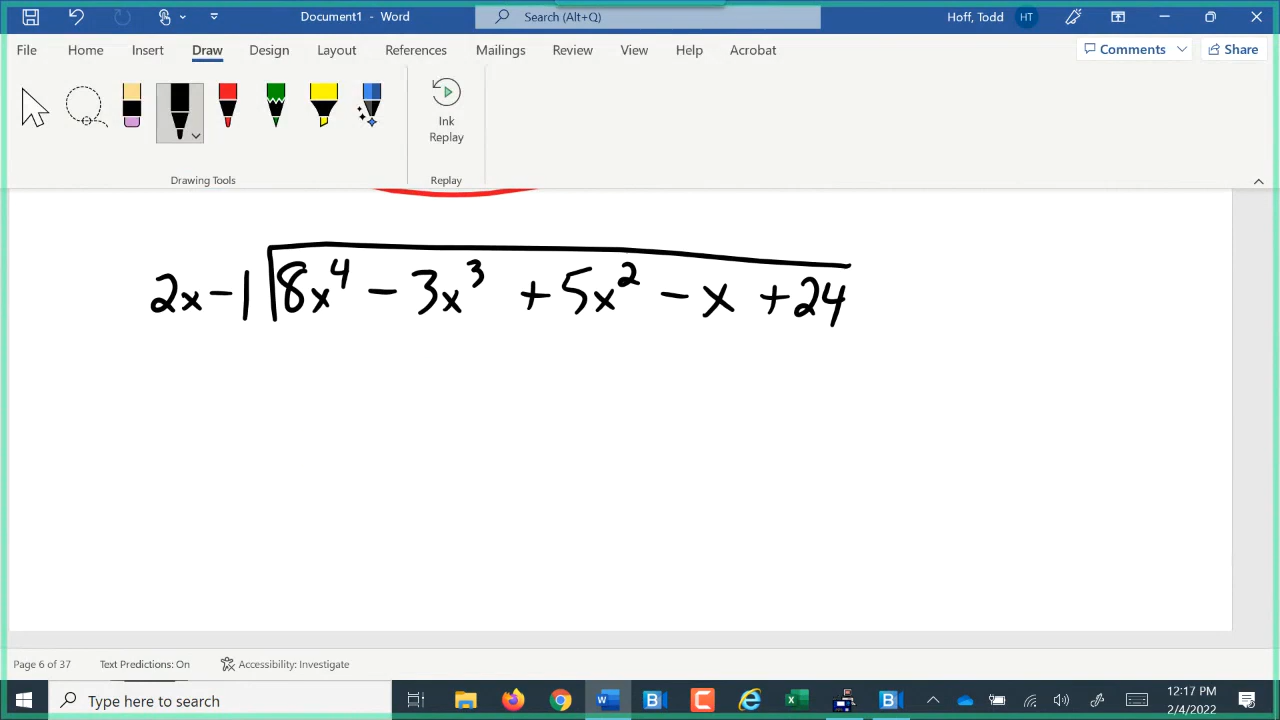 Document1 - Word
Search (Alt+Q)
Hoff, Todd
HT
File Home Insert Draw Design Layout References Mailings Review View Help Acrobat
Comments
Share
Ink
Replay
Drawing Tools
Replay
2x-1 8x⁴ - 3x³ + 5x² - x + 24
Page 6 of 37
Text Predictions: On
Accessibility: Investigate
Type here to search
12:17 PM
2/4/2022